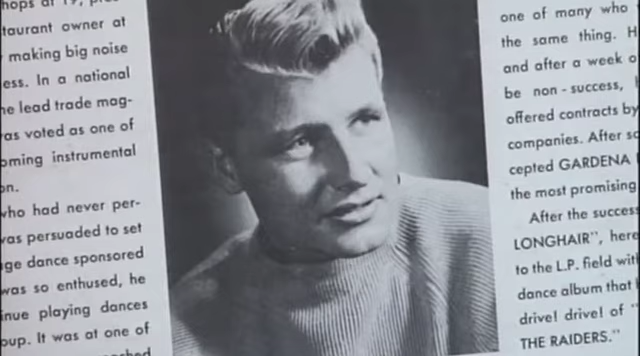 hops at 19,
taurant owner at
making big noise
ess. In a national
he lead trade mag-
as voted as one of
oming instrumental
on.
who had never per-
was persuaded to set
ge dance sponsored
was so enthused, he
inue playing dances
oup. It was at one of
one of many who
the same thing. H
and after a week o
be non-success,
offered contracts by
companies. After so
cepted GARDENA
the most promising
After the success
LONGHAIR", here
to the L.P. field with
dance album that
drive! drive! of "
THE RAIDERS."